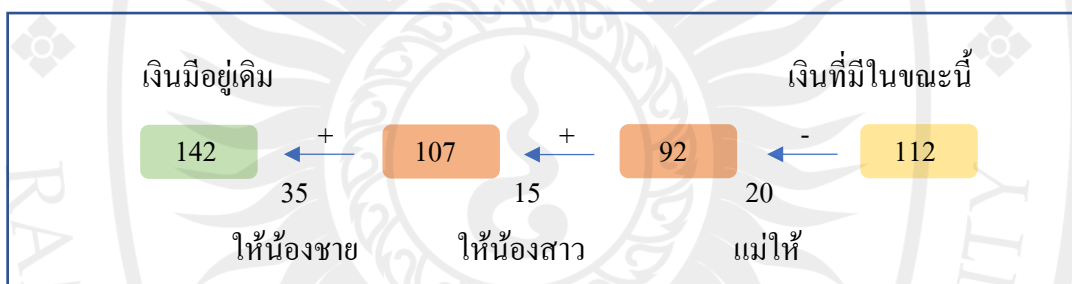 เงินมีอยู่เดิม เงินที่มีในขณะนี้
+ + -
142 107 92 112
35 15 20
ให้น้องชาย ให้น้องสาว แม่ให้